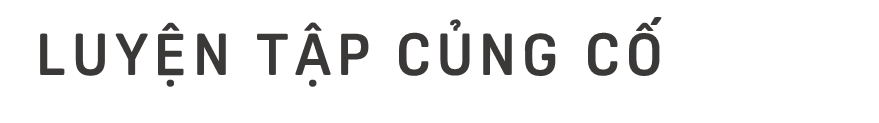 LUYỆN TẬP CỦNG CỐ